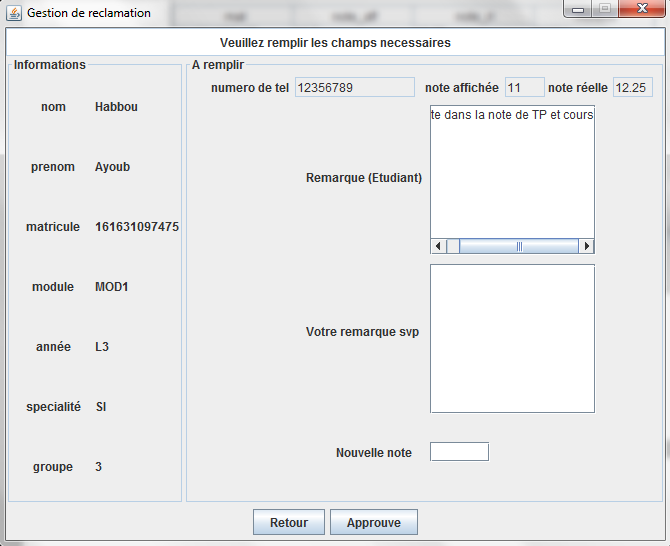 Gestion de reclamation
Veuillez remplir les champs necessaires
Informations
nom Habbou
prenom Ayoub
matricule 161631097475
module MOD1
année L3
specialité SI
groupe 3
A remplir
numero de tel 12356789 note affichée 11 note réelle 12.25
Remarque (Etudiant) te dans la note de TP et cours
Votre remarque svp
Nouvelle note
Retour Approuve